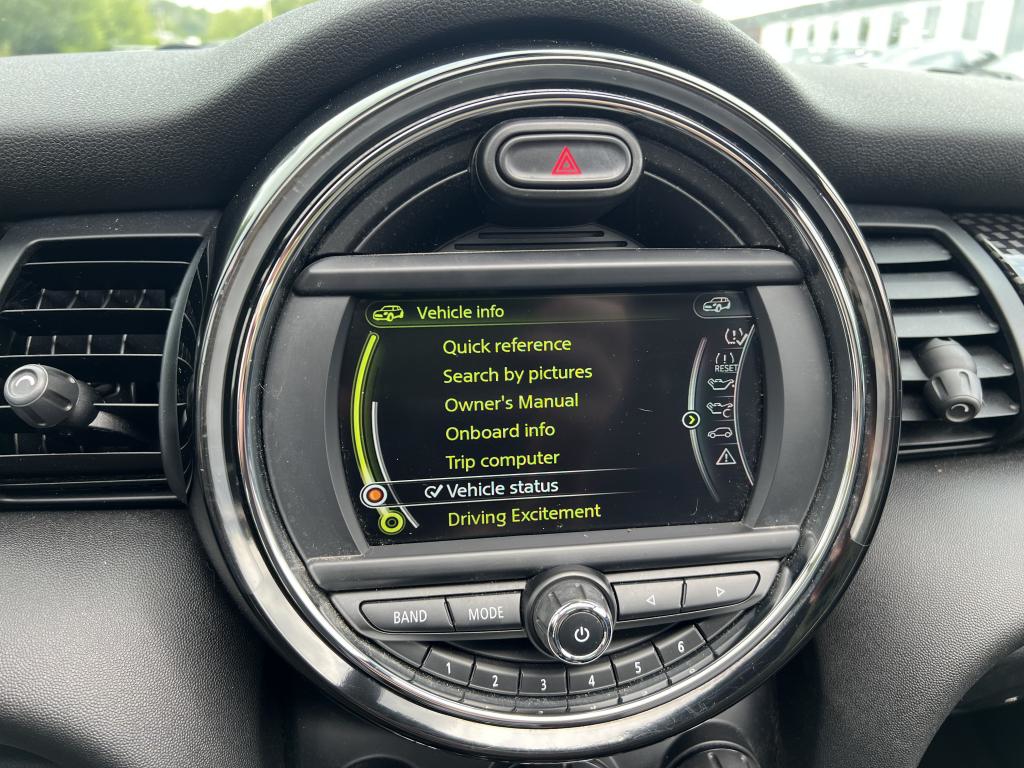 Vehicle info
Quick reference
Search by pictures
Owner's Manual
Onboard info
Trip computer
Vehicle status
Driving Excitement
RESET
BAND
MODE
1
2
3
4
5
6